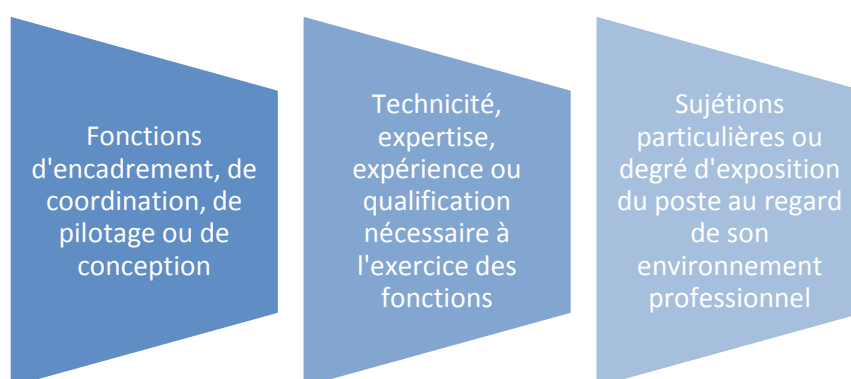 Fonctions
d'encadrement, de
coordination, de
pilotage ou de
conception
Technicité,
expertise,
expérience ou
qualification
nécessaire à
l'exercice des
fonctions
Sujétions
particulières ou
degré d'exposition
du poste au regard
de son
environnement
professionnel